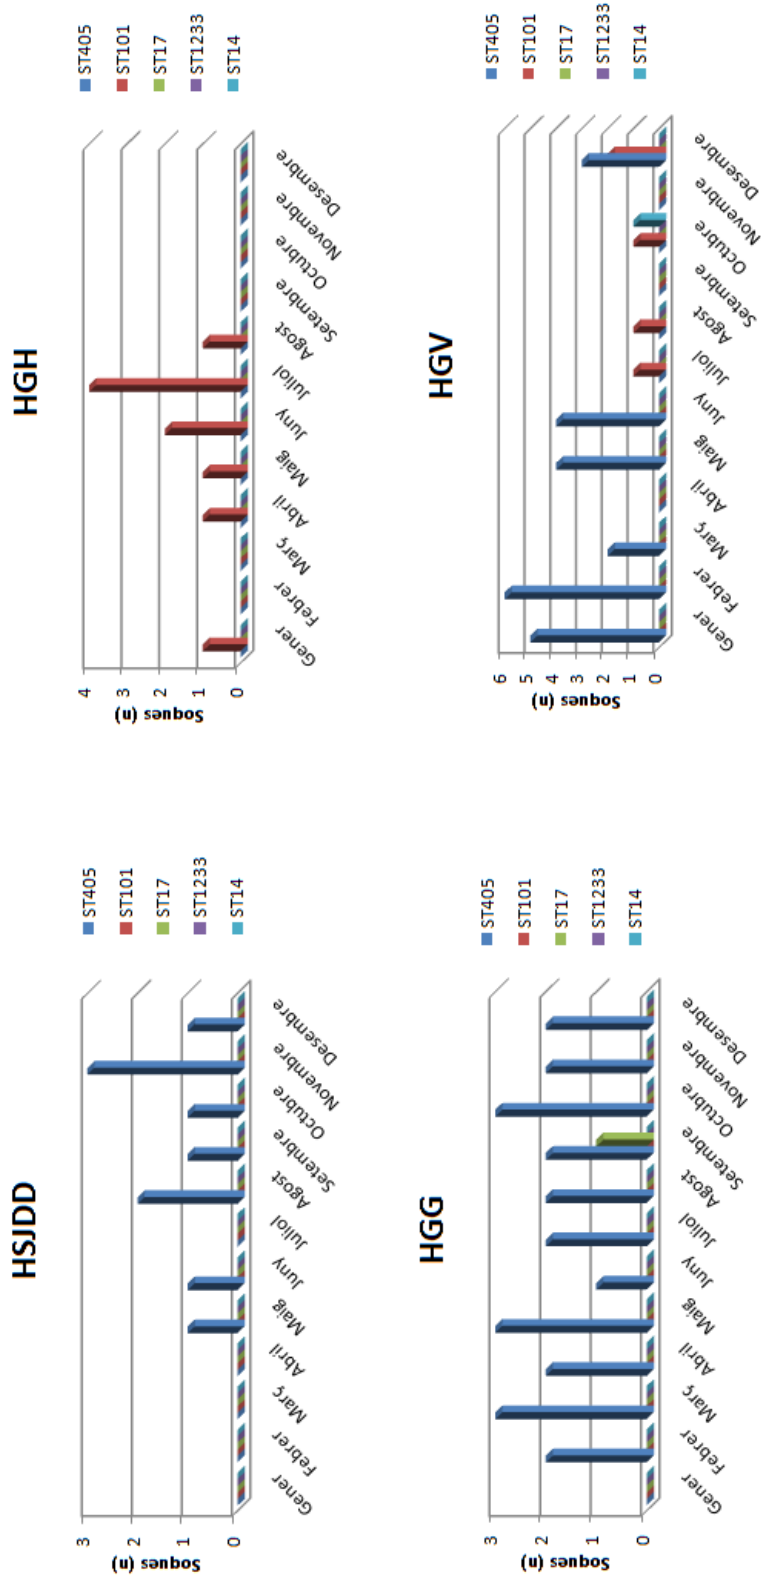 HSJDD
Soques (n)
3
2
1
0
Gener
Febrer
Març
Abril
Maig
Juny
Juliol
Agost
Setembre
Octubre
Novembre
Desembre
ST405
ST101
ST17
ST1233
ST14
HGH
Soques (n)
4
3
2
1
0
Gener
Febrer
Març
Abril
Maig
Juny
Juliol
Agost
Setembre
Octubre
Novembre
Desembre
ST405
ST101
ST17
ST1233
ST14
HGG
Soques (n)
3
2
1
0
Gener
Febrer
Març
Abril
Maig
Juny
Juliol
Agost
Setembre
Octubre
Novembre
Desembre
ST405
ST101
ST17
ST1233
ST14
HGV
Soques (n)
6
5
4
3
2
1
0
Gener
Febrer
Març
Abril
Maig
Juny
Juliol
Agost
Setembre
Octubre
Novembre
Desembre
ST405
ST101
ST17
ST1233
ST14